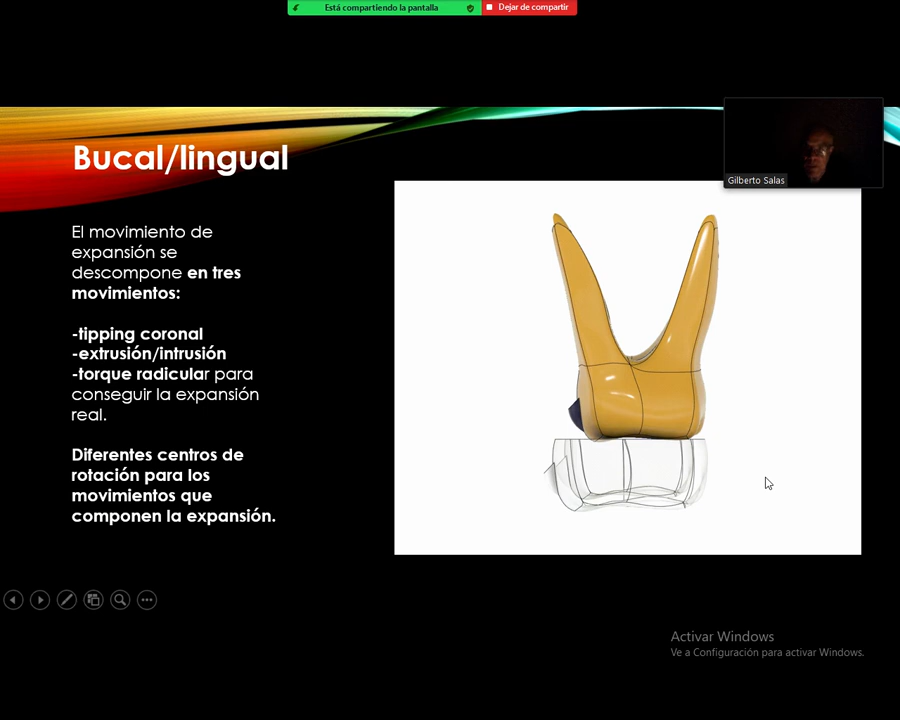 Está compartiendo la pantalla
Dejar de compartir
Gilberto Salas
Bucal/lingual
El movimiento de
expansión se
descompone en tres
movimientos:
-tipping coronal
-extrusión/intrusión
-torque radicular para
conseguir la expansión
real.
Diferentes centros de
rotación para los
movimientos que
componen la expansión.
Activar Windows
Ve a Configuración para activar Windows.